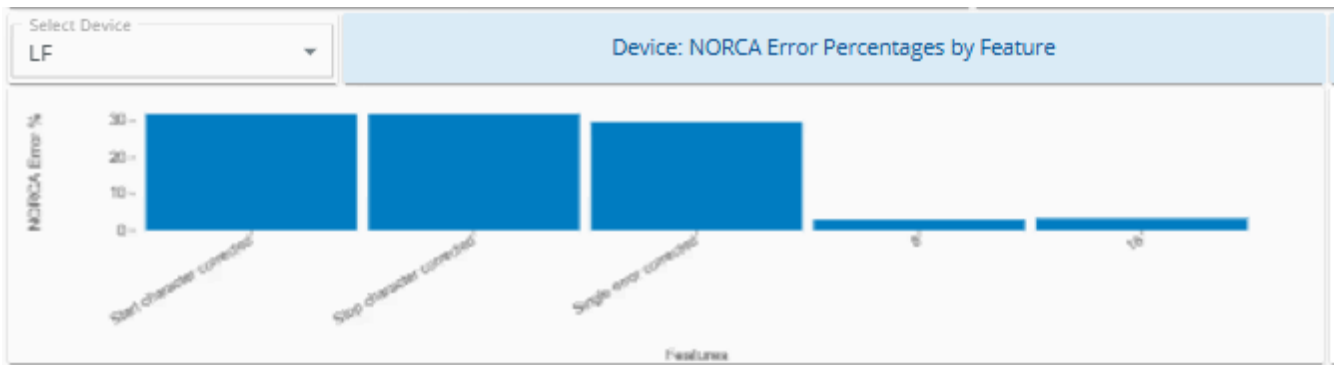 Select Device
LF
Device: NORCA Error Percentages by Feature
NORCA Error %
30
20
10
0
Start character corrected
Stop character corrected
Single error corrected
16
Features